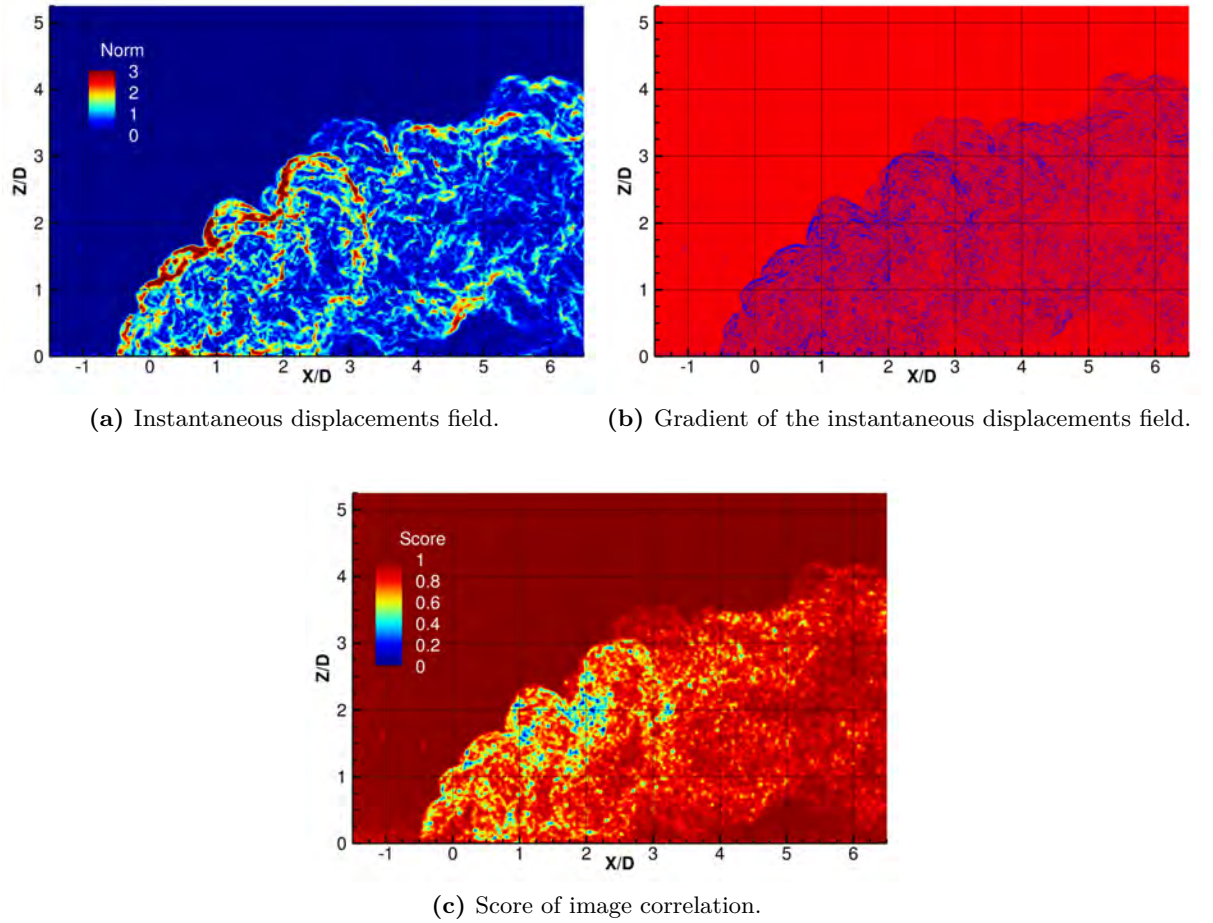 5
4
3
2
1
0
Z/D
Norm
3
2
1
0
-1 0 1 2 3 4 5 6
X/D
(a) Instantaneous displacements field.
5
4
3
2
1
0
Z/D
-1 0 1 2 3 4 5 6
X/D
(b) Gradient of the instantaneous displacements field.
5
4
3
2
1
0
Z/D
Score
1
0.8
0.6
0.4
0.2
0
-1 0 1 2 3 4 5 6
X/D
(c) Score of image correlation.